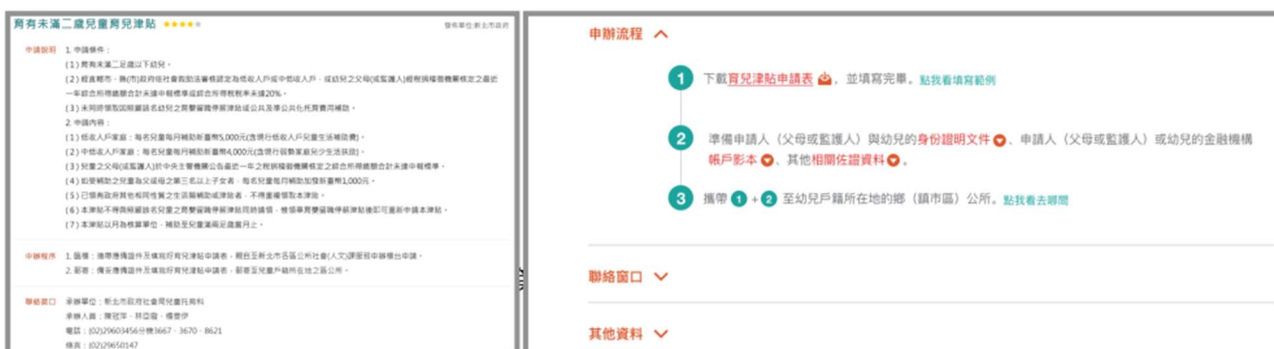 育有未滿二歲兒童育兒津貼
發佈單位:新北市政府
申請說明
1. 申請條件：
(1) 育有未滿二足歲以下幼兒。
(2) 經直轄市、縣(市)政府依社會救助法審核認定為低收入戶或中低收入戶，或幼兒之父母(或監護人)經稅捐稽徵機關核定之最近
一年綜合所得總額合計未達申報標準或綜合所得稅稅率未達20%。
(3) 未同時領取因照顧該名幼兒之育嬰留職停薪津貼或公共及準公共化托育費用補助。
2. 申請內容：
(1) 低收入戶家庭：每名兒童每月補助新臺幣5,000元(含現行低收入戶兒童生活補助費)。
(2) 中低收入戶家庭：每名兒童每月補助新臺幣4,000元(含現行弱勢家庭兒少生活扶助)。
(3) 兒童之父母(或監護人)於中央主管機關公告最近一年之稅捐稽徵機關核定之綜合所得總額合計未達申報標準。
(4) 如受補助之兒童為父或母之第三名以上子女者，每名兒童每月補助加發新臺幣1,000元。
(5) 已領有政府其他相同性質之生活類補助或津貼者，不得重複領取本津貼。
(6) 本津貼不得與照顧該名兒童之育嬰留職停薪津貼同時請領，惟領畢育嬰留職停薪津貼後即可重新申請本津貼。
(7) 本津貼以月為核算單位，補助至兒童滿兩足歲當月止。
申辦程序
1. 臨櫃：攜帶應備證件及填寫好育兒津貼申請表，親自至新北市各區公所社會(人文)課服務申辦櫃台申請。
2. 郵寄：備妥應備證件及填寫好育兒津貼申請表，郵寄至兒童戶籍所在地之區公所。
聯絡窗口
承辦單位：新北市政府社會局兒童托育科
電話：(02)29603456分機3667、3670、8621
傳真：(02)29650147
申辦流程
1 下載育兒津貼申請表，並填寫完畢。點我看填寫範例
2 準備申請人（父母或監護人）與幼兒的身份證明文件、申請人（父母或監護人）或幼兒的金融機構
帳戶影本、其他相關佐證資料。
3 攜帶 1 + 2 至幼兒戶籍所在地的鄉（鎮市區）公所。點我看去哪問
聯絡窗口
其他資料